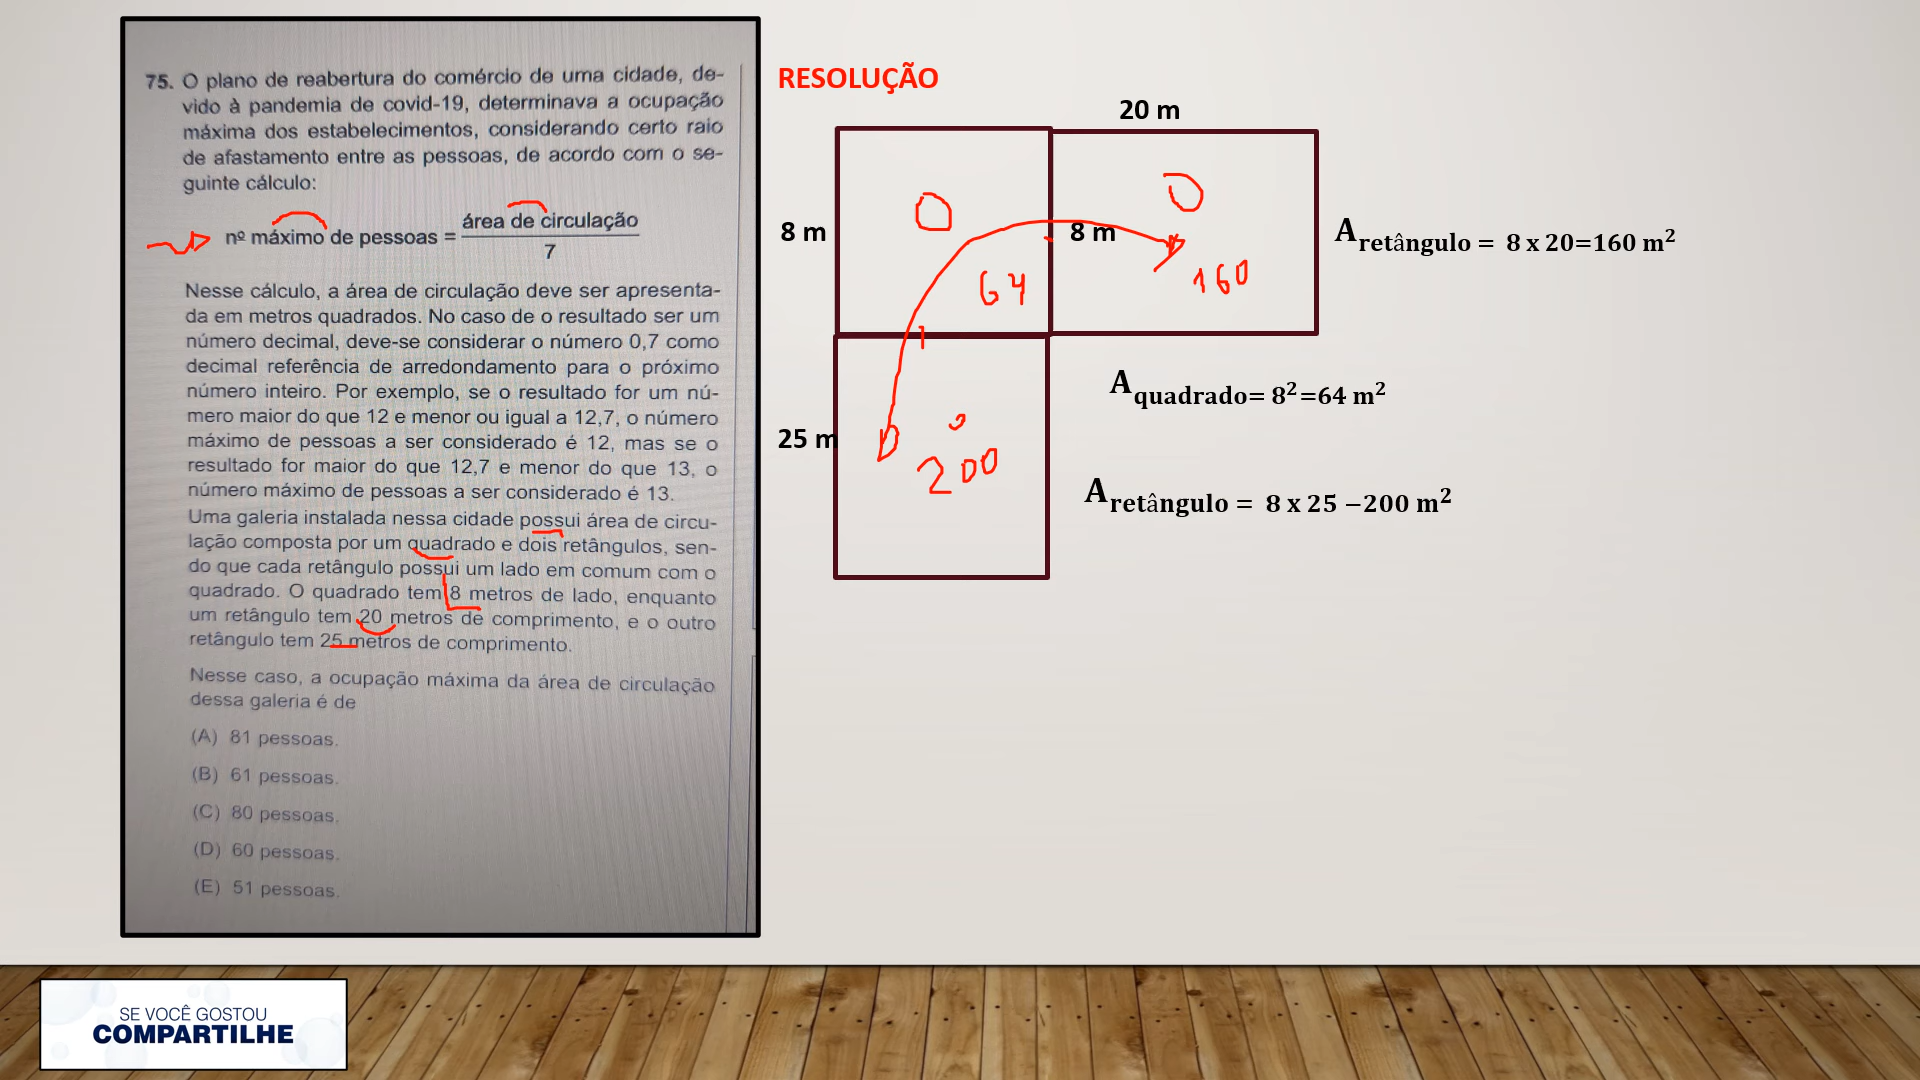 75. O plano de reabertura do comércio de uma cidade, de-
vido à pandemia de covid-19, determinava a ocupação
máxima dos estabelecimentos, considerando certo raio
de afastamento entre as pessoas, de acordo com o se-
guinte cálculo:
nº máximo de pessoas = área de circulação / 7
Nesse cálculo, a área de circulação deve ser apresenta-
da em metros quadrados. No caso de o resultado ser um
número decimal, deve-se considerar o número 0,7 como
decimal referência de arredondamento para o próximo
número inteiro. Por exemplo, se o resultado for um nú-
mero maior do que 12 e menor ou igual a 12,7, o número
máximo de pessoas a ser considerado é 12, mas se o
resultado for maior do que 12,7 e menor do que 13, o
número máximo de pessoas a ser considerado é 13.
Uma galeria instalada nessa cidade possui área de circu-
lação composta por um quadrado e dois retângulos, sen-
do que cada retângulo possui um lado em comum com o
quadrado. O quadrado tem 8 metros de lado, enquanto
um retângulo tem 20 metros de comprimento, e o outro
retângulo tem 25 metros de comprimento.
Nesse caso, a ocupação máxima da área de circulação
dessa galeria é de
(A) 81 pessoas.
(B) 61 pessoas.
(C) 80 pessoas.
(D) 60 pessoas.
(E) 51 pessoas.
RESOLUÇÃO
20 m
8 m
8 m
64
160
A retângulo = 8 x 20=160 m²
A quadrado= 8²=64 m²
25 m
200
A retângulo = 8 x 25 −200 m²
SE VOCÊ GOSTOU
COMPARTILHE